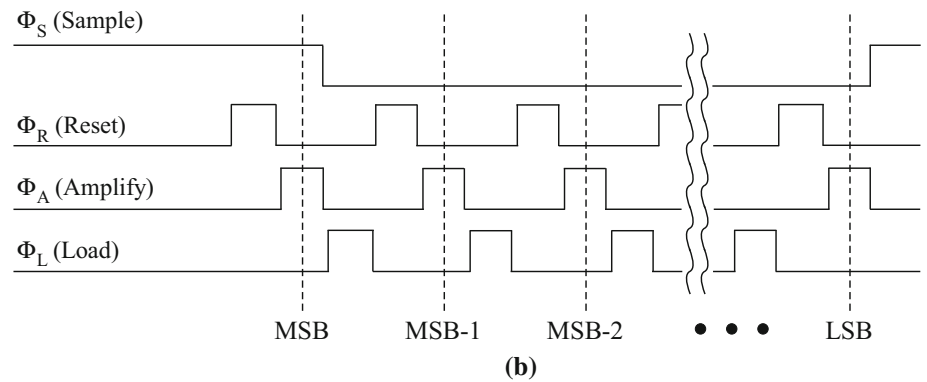 Φ_S (Sample)
Φ_R (Reset)
Φ_A (Amplify)
Φ_L (Load)
MSB MSB-1 MSB-2 • • • LSB
(b)